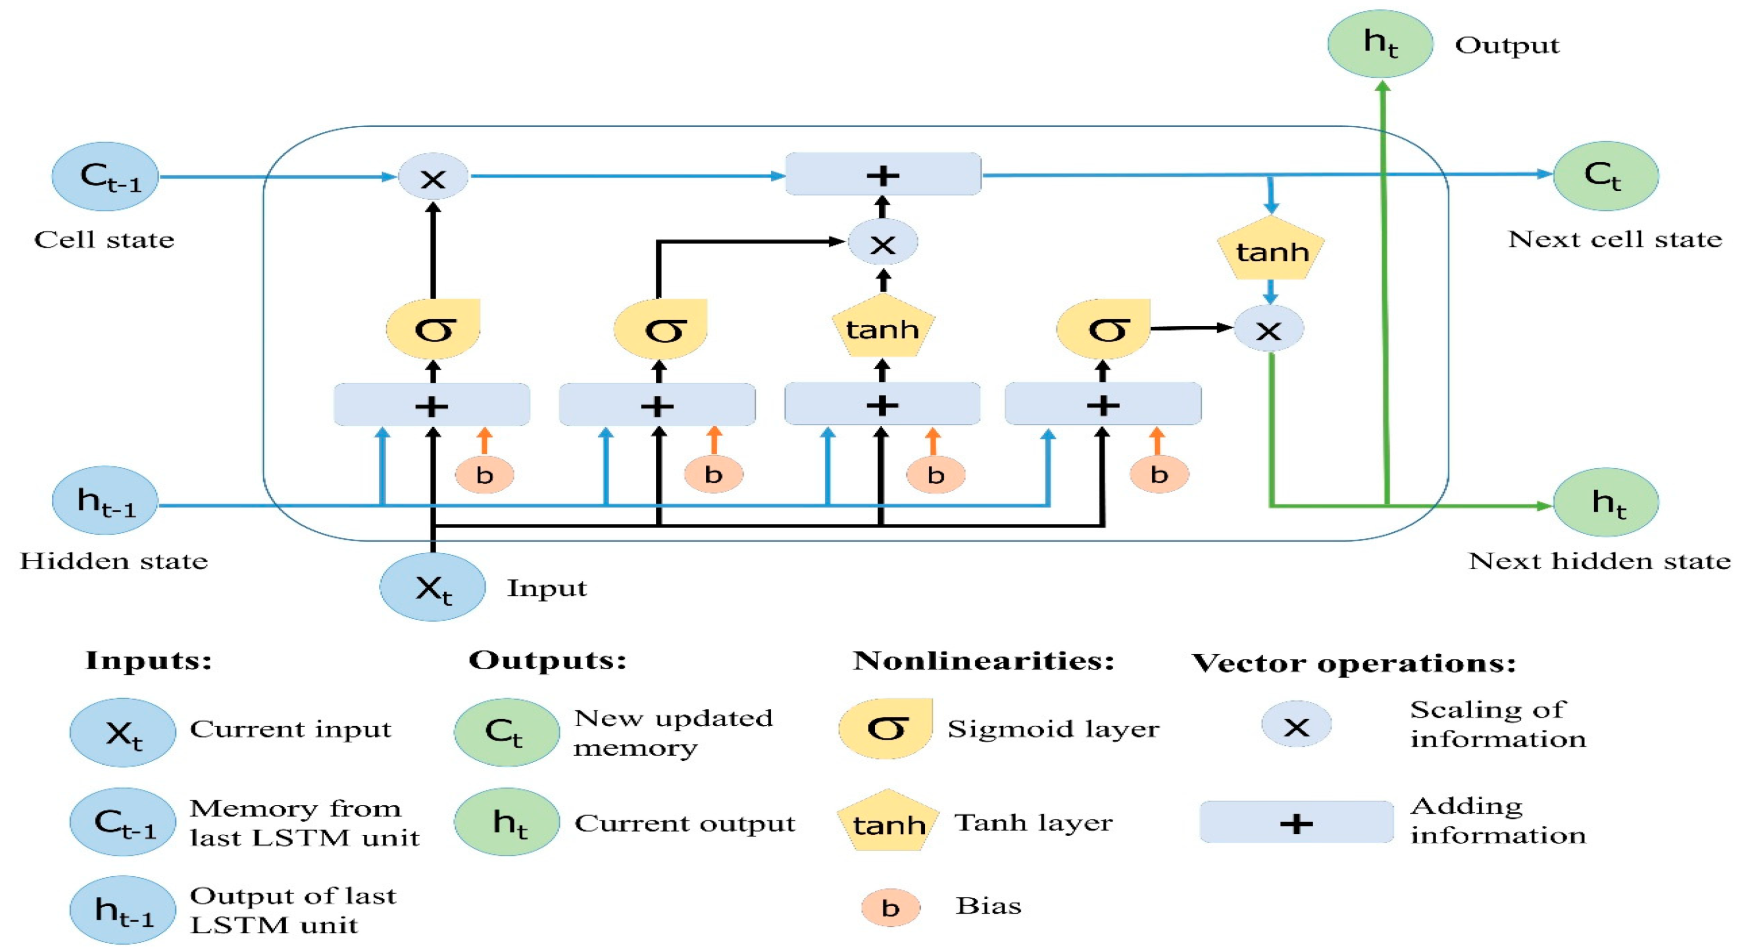 h_t Output
C_t-1 x + C_t
Cell state Next cell state
x tanh
σ σ tanh σ x
+ + + +
b b b b
h_t-1 h_t
Hidden state Next hidden state
X_t Input
Inputs: Outputs: Nonlinearities: Vector operations:
X_t Current input
C_t-1 Memory from
last LSTM unit
h_t-1 Output of last
LSTM unit
C_t New updated
memory
h_t Current output
σ Sigmoid layer
tanh Tanh layer
b Bias
x Scaling of
information
+ Adding
information